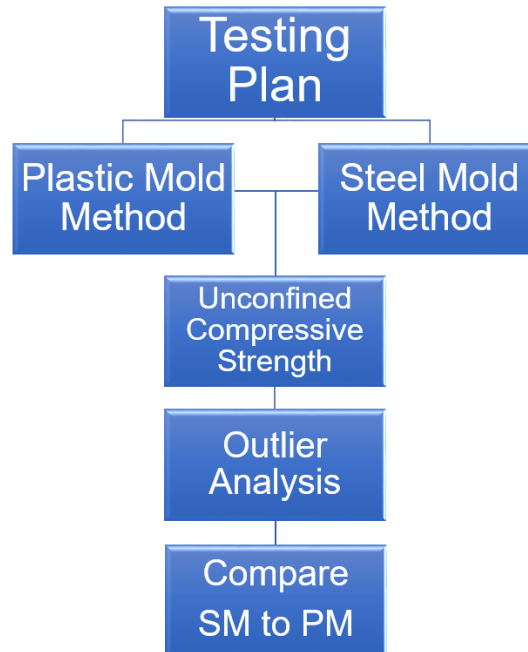 Testing
Plan
Plastic Mold
Method
Steel Mold
Method
Unconfined
Compressive
Strength
Outlier
Analysis
Compare
SM to PM